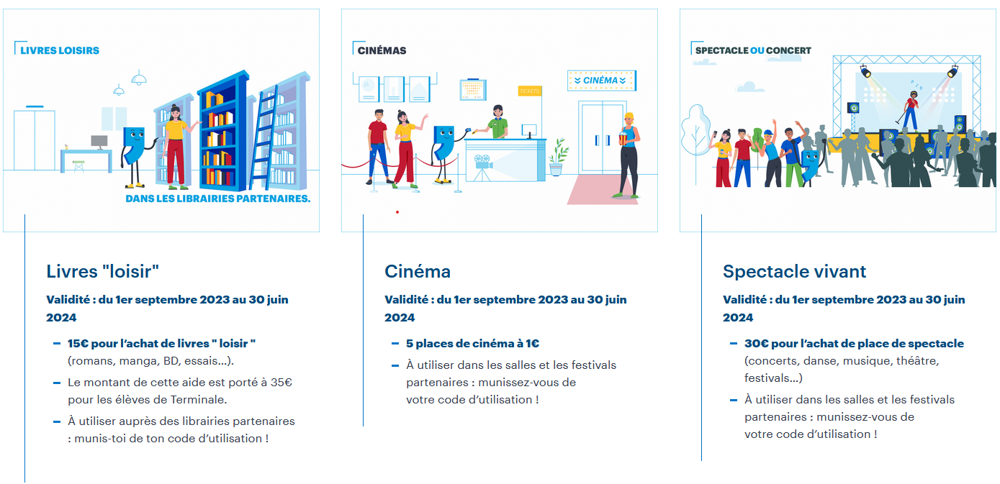 LIVRES LOISIRS
DANS LES LIBRAIRIES PARTENAIRES.
Livres "loisir"
Validité : du 1er septembre 2023 au 30 juin
2024
15€ pour l’achat de livres " loisir "
(romans, manga, BD, essais...).
Le montant de cette aide est porté à 35€
pour les élèves de Terminale.
À utiliser auprès des librairies partenaires
: munis-toi de ton code d’utilisation !
CINÉMAS
TICKETS
CINÉMA
Cinéma
Validité : du 1er septembre 2023 au 30 juin
2024
5 places de cinéma à 1€
À utiliser dans les salles et les festivals
partenaires : munissez-vous de
votre code d’utilisation !
SPECTACLE OU CONCERT
Spectacle vivant
Validité : du 1er septembre 2023 au 30 juin
2024
30€ pour l’achat de place de spectacle
(concerts, danse, musique, théâtre,
festivals...)
À utiliser dans les salles et les festivals
partenaires : munissez-vous de
votre code d’utilisation !